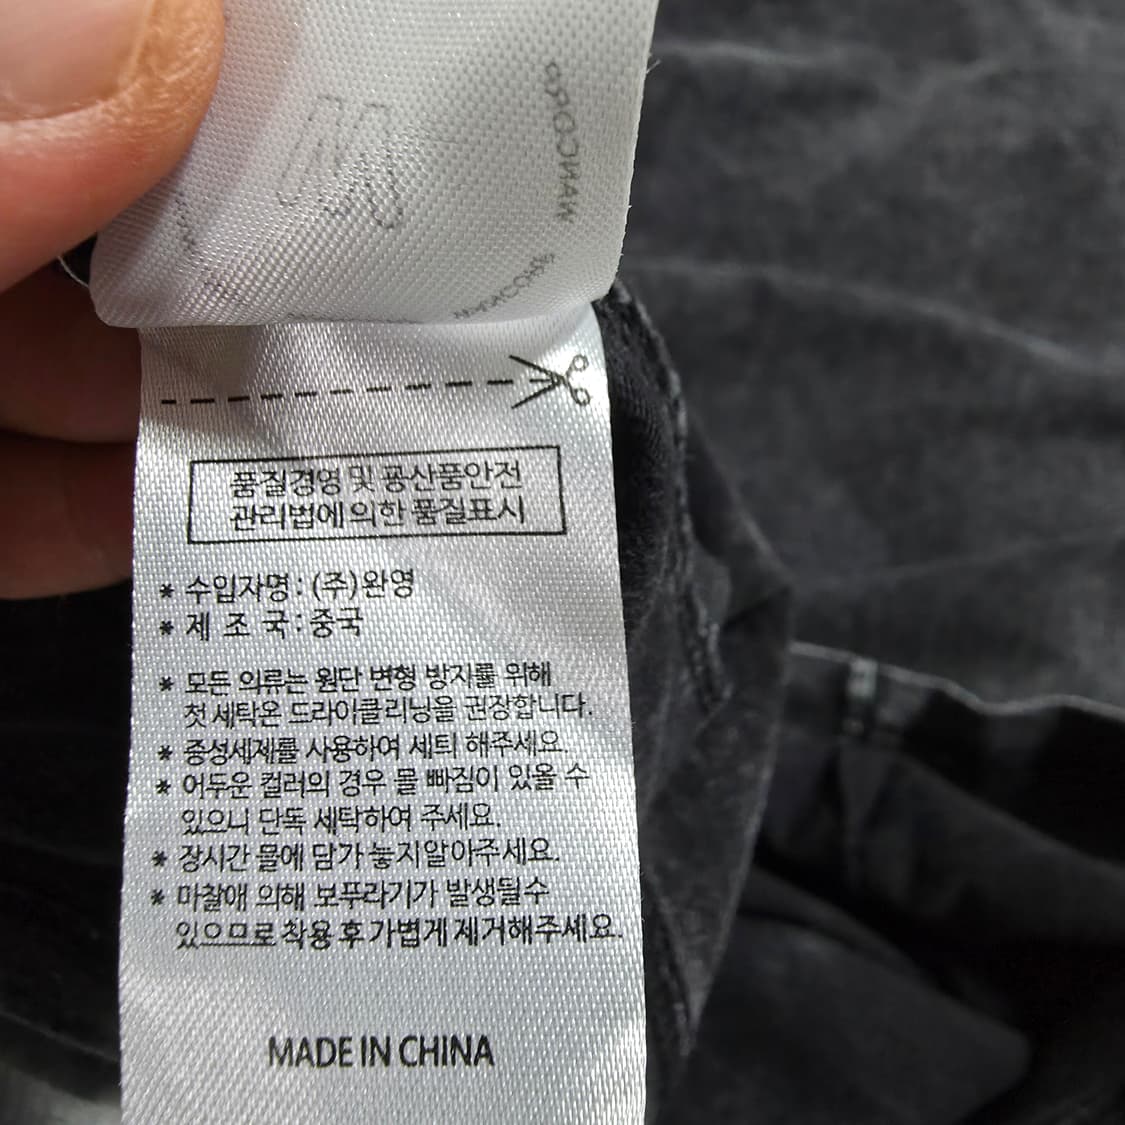 MANCORP
품질경영 및 공산품안전
관리법에 의한 품질표시
* 수입자명 : (주)완영
* 제 조 국 : 중국
* 모든 의류는 원단 변형 방지를 위해
첫 세탁은 드라이클리닝을 권장합니다.
* 중성세제를 사용하여 세티 해주세요.
* 어두운 컬러의 경우 물 빠짐이 있을 수
있으니 단독 세탁하여 주세요.
* 장시간 물에 담가 놓지말아주세요.
* 마찰애 의해 보푸라기가 발생될수
있으므로 착용 후 가볍게 제거해주세요.
MADE IN CHINA